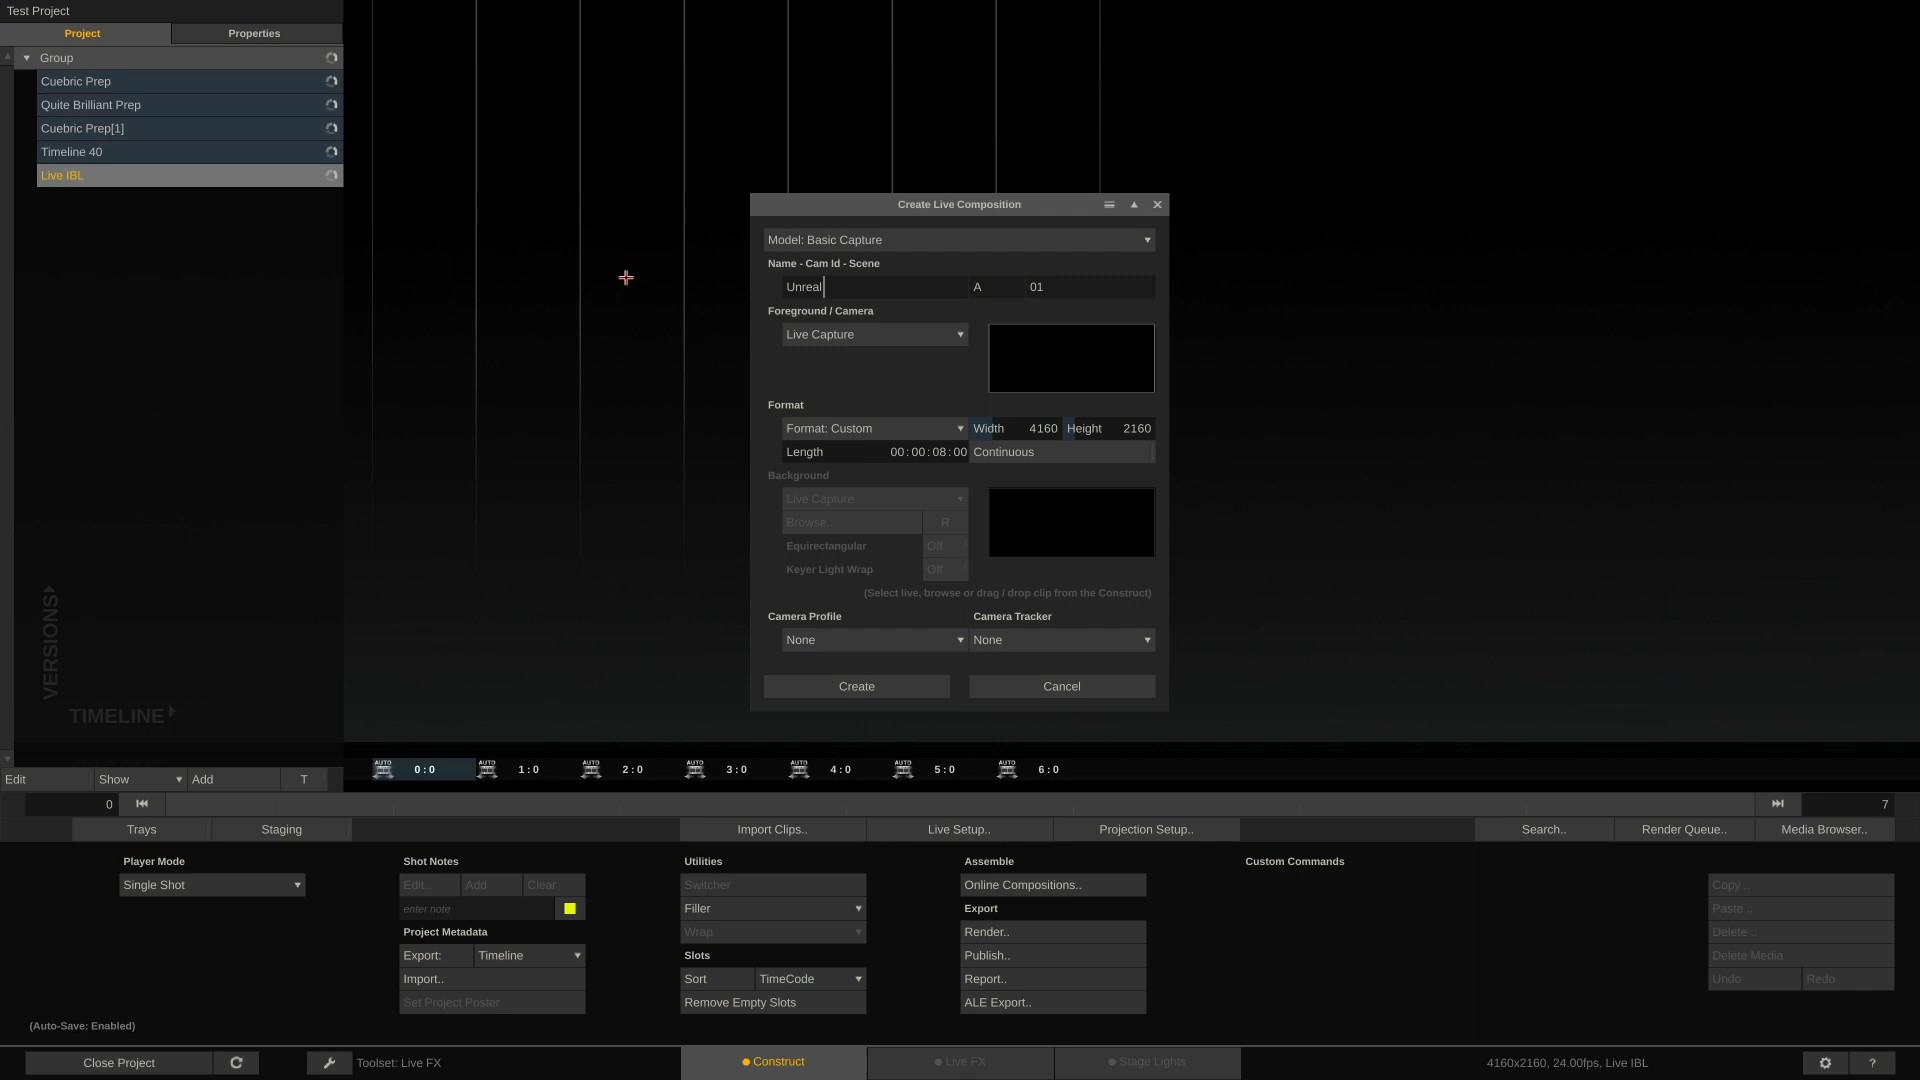 Test Project
Project
Properties
Group
Cuebric Prep
Quite Brilliant Prep
Cuebric Prep[1]
Timeline 40
Live IBL
VERSIONS
TIMELINE
Edit
Show
Add
T
Create Live Composition
Model: Basic Capture
Name - Cam Id - Scene
Unreal
A
01
Foreground / Camera
Live Capture
Format
Format: Custom
Width 4160
Height 2160
Length 00:00:08:00
Continuous
Background
Live Capture
Browse..
R
Equirectangular
Off
Keyer Light Wrap
Off
(Select live, browse or drag / drop clip from the Construct)
Camera Profile
Camera Tracker
None
None
Create
Cancel
AUTO 0 : 0
AUTO 1 : 0
AUTO 2 : 0
AUTO 3 : 0
AUTO 4 : 0
AUTO 5 : 0
AUTO 6 : 0
0
7
Trays
Staging
Import Clips..
Live Setup..
Projection Setup..
Search..
Render Queue..
Media Browser..
Player Mode
Single Shot
Shot Notes
Edit..
Add
Clear
enter note
Project Metadata
Export:
Timeline
Import..
Set Project Poster
Utilities
Switcher
Filler
Wrap
Slots
Sort
TimeCode
Remove Empty Slots
Assemble
Online Compositions..
Export
Render..
Publish..
Report..
ALE Export..
Custom Commands
Copy ..
Paste ..
Delete ..
Delete Media
Undo
Redo
(Auto-Save: Enabled)
Close Project
Toolset: Live FX
Construct
Live FX
Stage Lights
4160x2160, 24.00fps, Live IBL
?